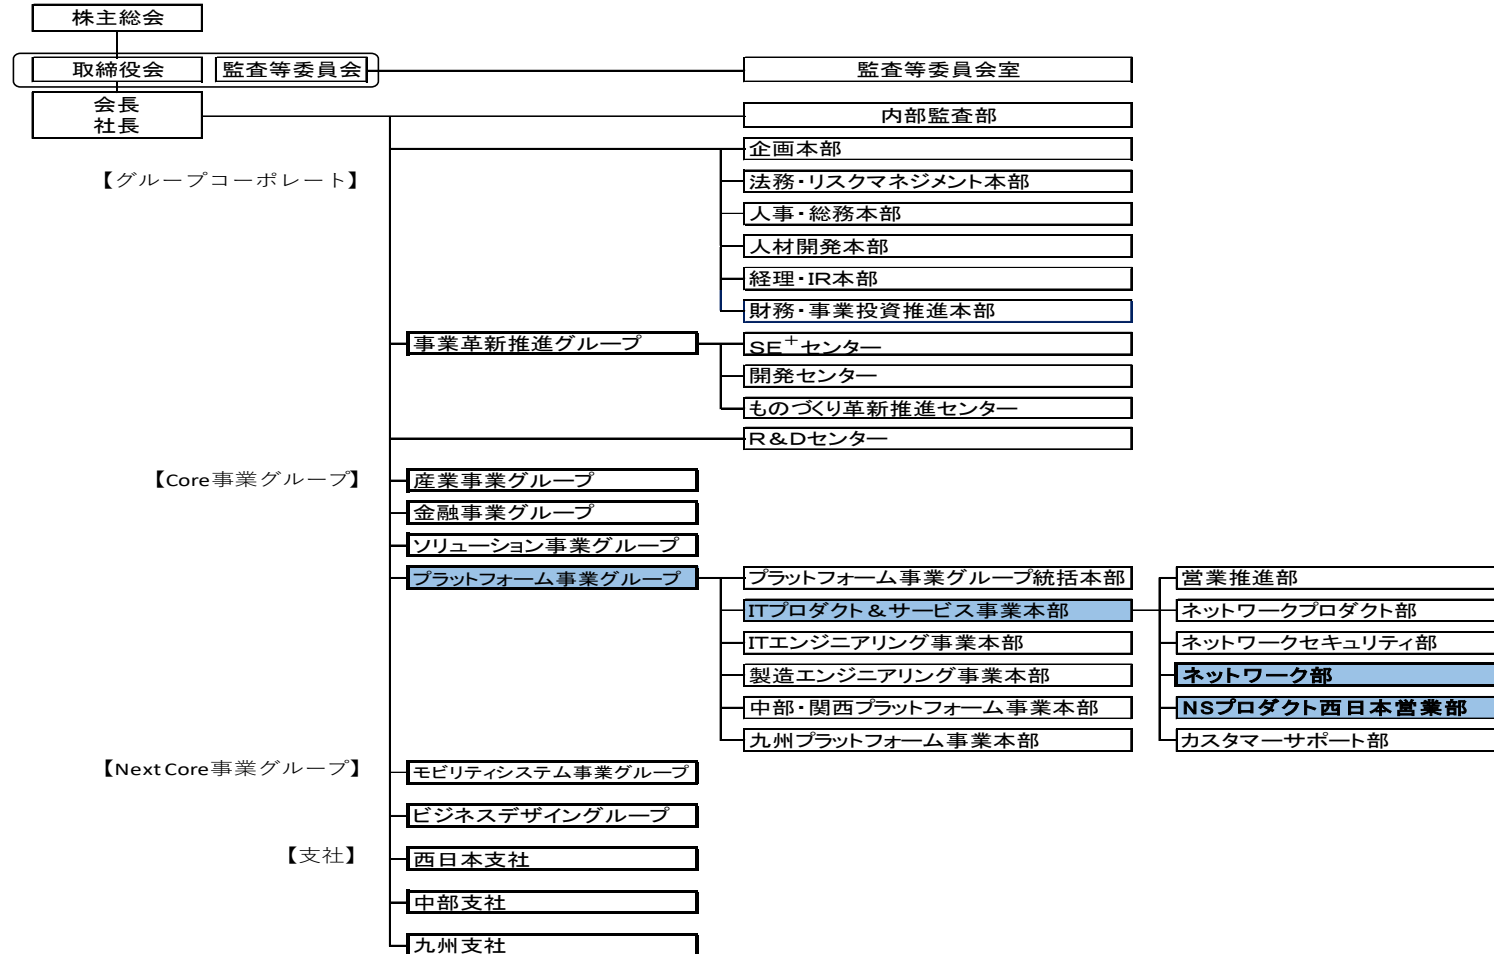 株主総会
取締役会
監査等委員会
監査等委員会室
会長
社長
内部監査部
企画本部
【グループコーポレート】
法務・リスクマネジメント本部
人事・総務本部
人材開発本部
経理・IR本部
財務・事業投資推進本部
事業革新推進グループ
SE+センター
開発センター
ものづくり革新推進センター
R&Dセンター
【Core事業グループ】
産業事業グループ
金融事業グループ
ソリューション事業グループ
プラットフォーム事業グループ
プラットフォーム事業グループ統括本部
営業推進部
ITプロダクト&サービス事業本部
ネットワークプロダクト部
ITエンジニアリング事業本部
ネットワークセキュリティ部
製造エンジニアリング事業本部
ネットワーク部
中部・関西プラットフォーム事業本部
NSプロダクト西日本営業部
九州プラットフォーム事業本部
カスタマーサポート部
【Next Core事業グループ】
モビリティシステム事業グループ
ビジネスデザイングループ
【支社】
西日本支社
中部支社
九州支社